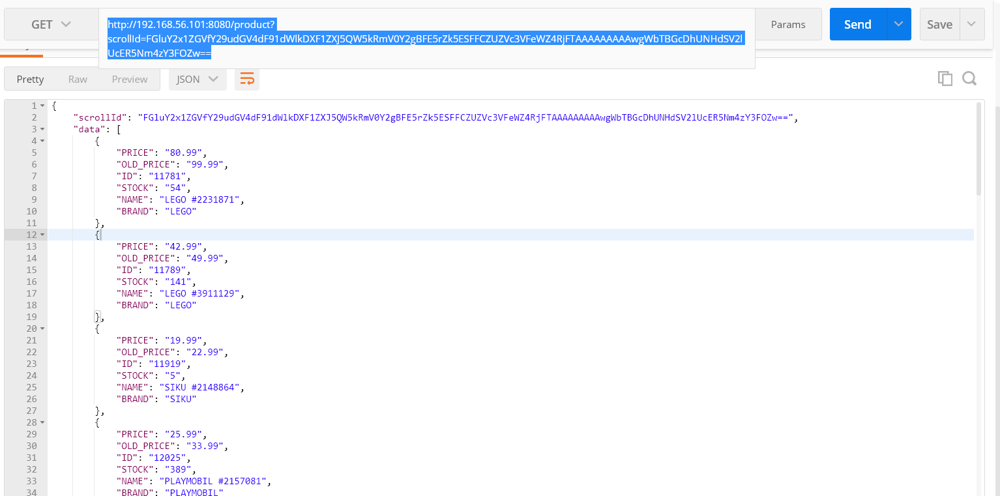 GET
http://192.168.56.101:8080/product?
scrollId=FGluY2x1ZGVfY29udGV4dF91dWlkDXF1ZXJ5QW5kRmV0Y2gBFE5rZk5ESFFCZUZVc3VFeWZ4RjFTAAAAAAAAAwgWbTBGcDhUNHdSV2l
UcER5Nm4zY3FOZw==
Params
Send
Save
Pretty
Raw
Preview
JSON
1 {
2 "scrollId": "FGluY2x1ZGVfY29udGV4dF91dWlkDXF1ZXJ5QW5kRmV0Y2gBFE5rZk5ESFFCZUZVc3VFeWZ4RjFTAAAAAAAAAwgWbTBGcDhUNHdSV2lUcER5Nm4zY3FOZw==",
3 "data": [
4 {
5 "PRICE": "80.99",
6 "OLD_PRICE": "99.99",
7 "ID": "11781",
8 "STOCK": "54",
9 "NAME": "LEGO #2231871",
10 "BRAND": "LEGO"
11 },
12 {
13 "PRICE": "42.99",
14 "OLD_PRICE": "49.99",
15 "ID": "11789",
16 "STOCK": "141",
17 "NAME": "LEGO #3911129",
18 "BRAND": "LEGO"
19 },
20 {
21 "PRICE": "19.99",
22 "OLD_PRICE": "22.99",
23 "ID": "11919",
24 "STOCK": "5",
25 "NAME": "SIKU #2148864",
26 "BRAND": "SIKU"
27 },
28 {
29 "PRICE": "25.99",
30 "OLD_PRICE": "33.99",
31 "ID": "12025",
32 "STOCK": "389",
33 "NAME": "PLAYMOBIL #2157081",
34 "BRAND": "PLAYMOBIL"